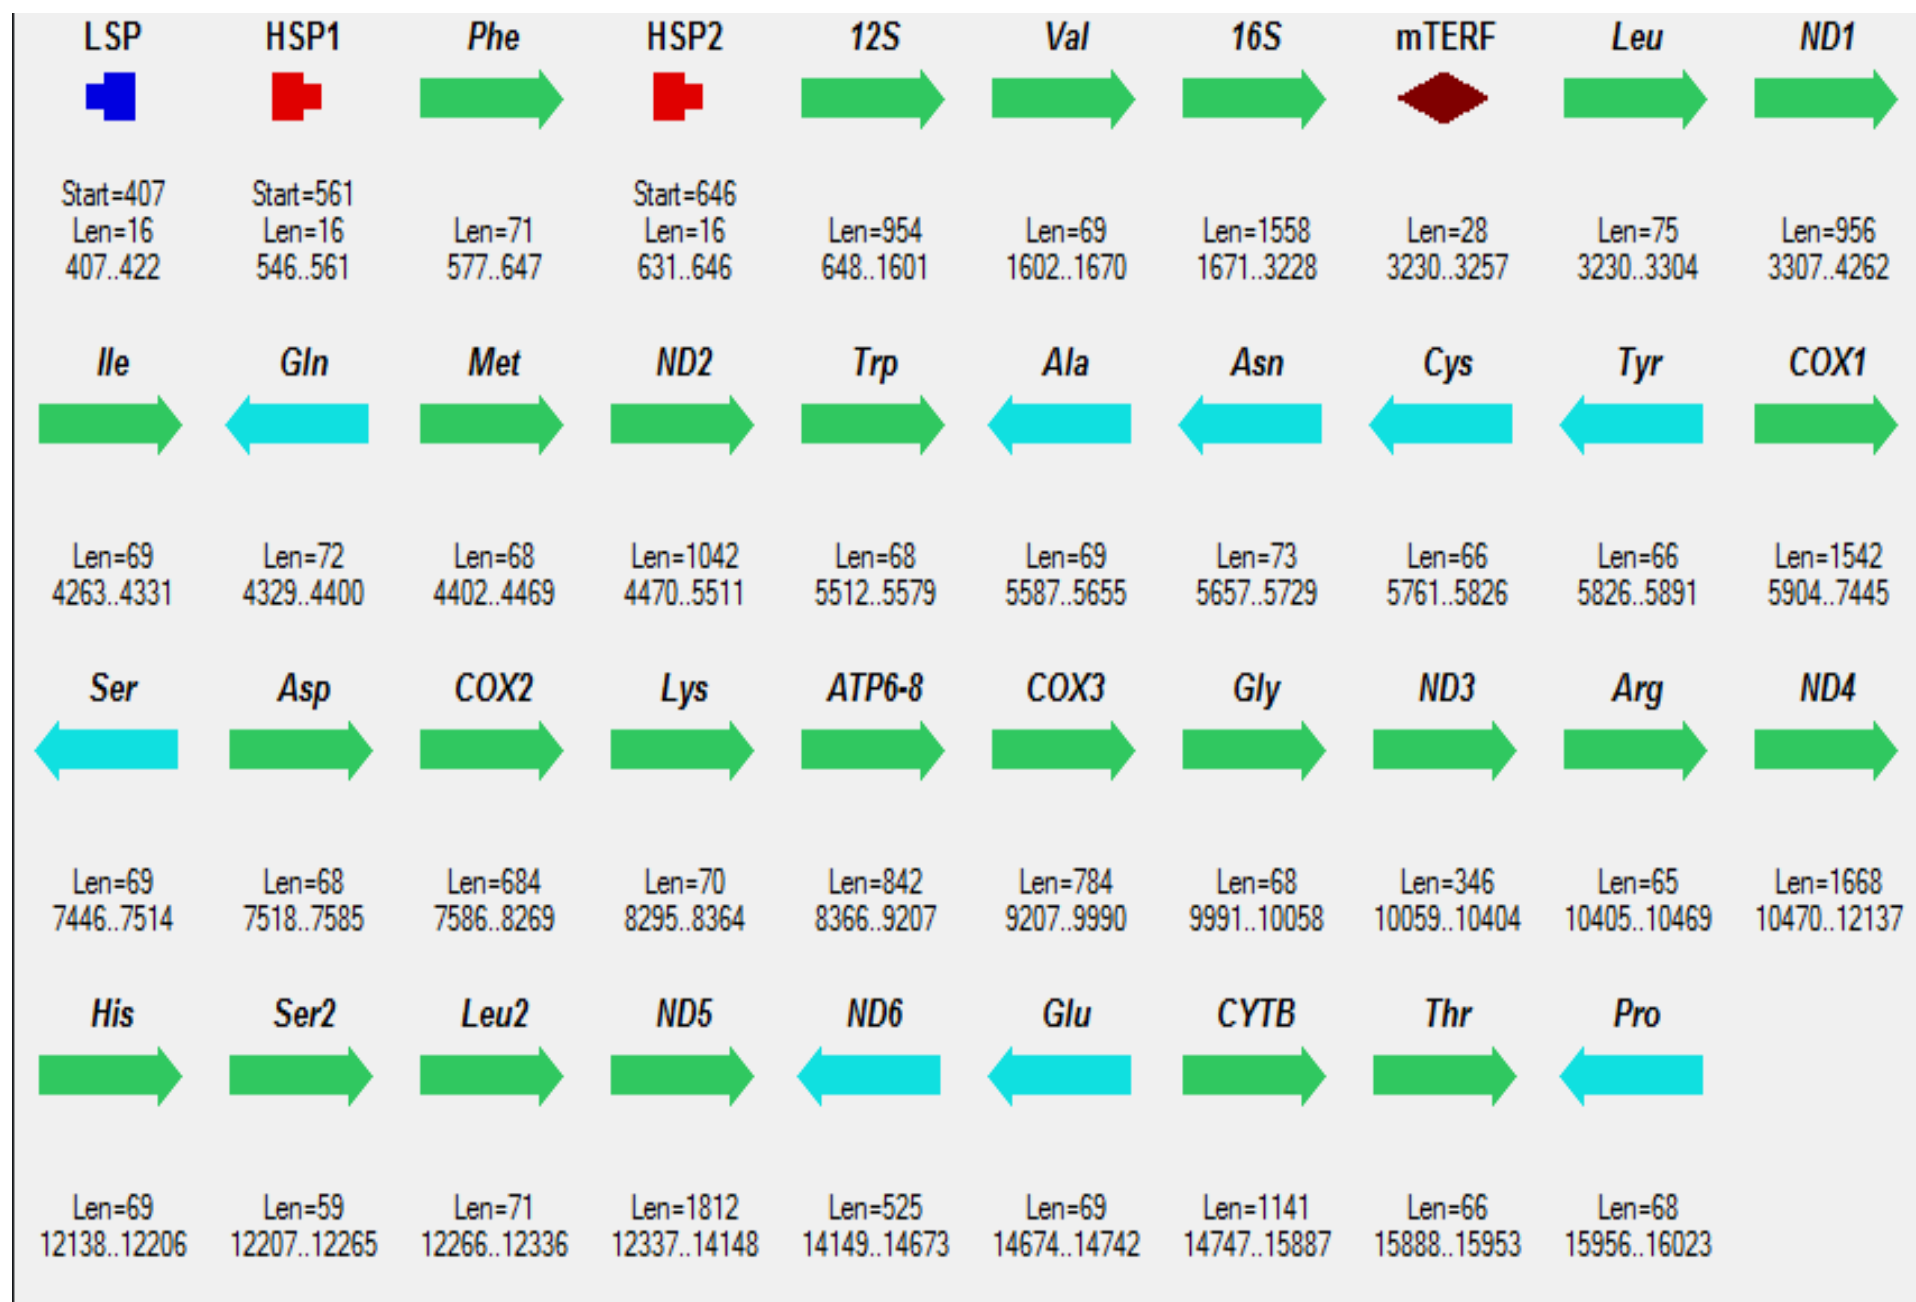 LSP HSP1 Phe HSP2 12S Val 16S mTERF Leu ND1
Start=407 Start=561 Start=646
Len=16 Len=16 Len=71 Len=16 Len=954 Len=69 Len=1558 Len=28 Len=75 Len=956
407..422 546..561 577..647 631..646 648..1601 1602..1670 1671..3228 3230..3257 3230..3304 3307..4262
Ile Gln Met ND2 Trp Ala Asn Cys Tyr COX1
Len=69 Len=72 Len=68 Len=1042 Len=68 Len=69 Len=73 Len=66 Len=66 Len=1542
4263..4331 4329..4400 4402..4469 4470..5511 5512..5579 5587..5655 5657..5729 5761..5826 5826..5891 5904..7445
Ser Asp COX2 Lys ATP6-8 COX3 Gly ND3 Arg ND4
Len=69 Len=68 Len=684 Len=70 Len=842 Len=784 Len=68 Len=346 Len=65 Len=1668
7446..7514 7518..7585 7586..8269 8295..8364 8366..9207 9207..9990 9991..10058 10059..10404 10405..10469 10470..12137
His Ser2 Leu2 ND5 ND6 Glu CYTB Thr Pro
Len=69 Len=59 Len=71 Len=1812 Len=525 Len=69 Len=1141 Len=66 Len=68
12138..12206 12207..12265 12266..12336 12337..14148 14149..14673 14674..14742 14747..15887 15888..15953 15956..16023